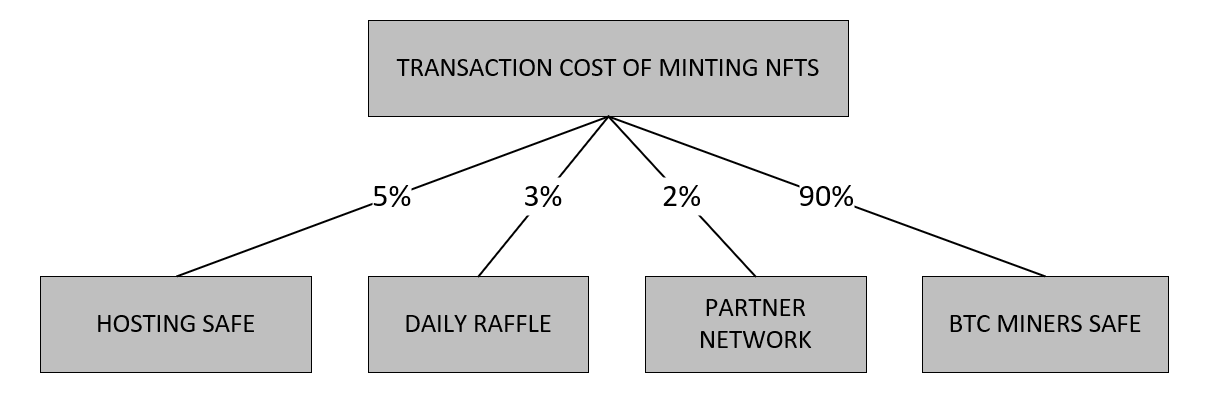 TRANSACTION COST OF MINTING NFTS
5%
3%
2%
90%
HOSTING SAFE
DAILY RAFFLE
PARTNER
NETWORK
BTC MINERS SAFE